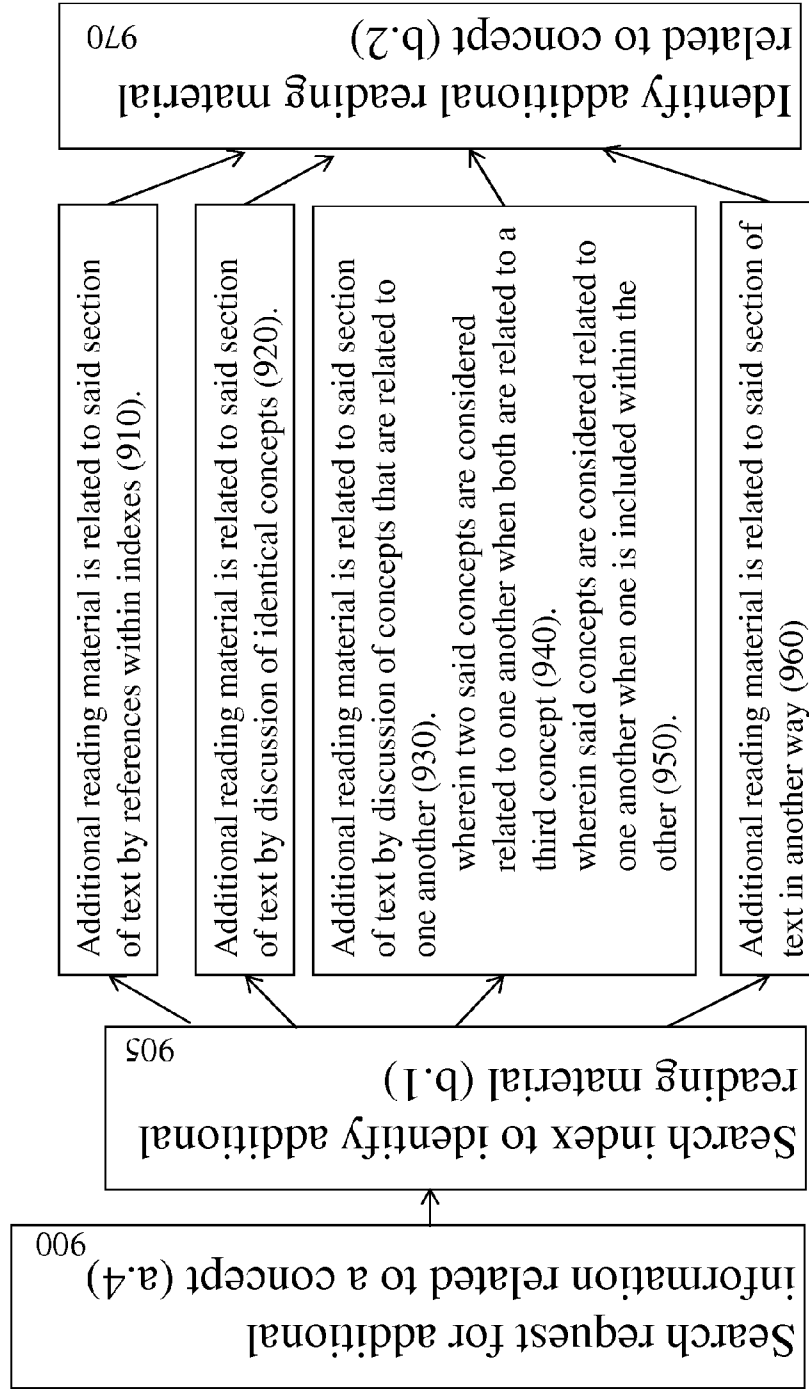 900
Search request for additional
information related to a concept (a.4)
905
Search index to identify additional
reading material (b.1)
Additional reading material is related to said section
of text by references within indexes (910).
Additional reading material is related to said section
of text by discussion of identical concepts (920).
Additional reading material is related to said section
of text by discussion of concepts that are related to
one another (930).
wherein two said concepts are considered
related to one another when both are related to a
third concept (940).
wherein said concepts are considered related to
one another when one is included within the
other (950).
Additional reading material is related to said section of
text in another way (960)
970
Identify additional reading material
related to concept (b.2)